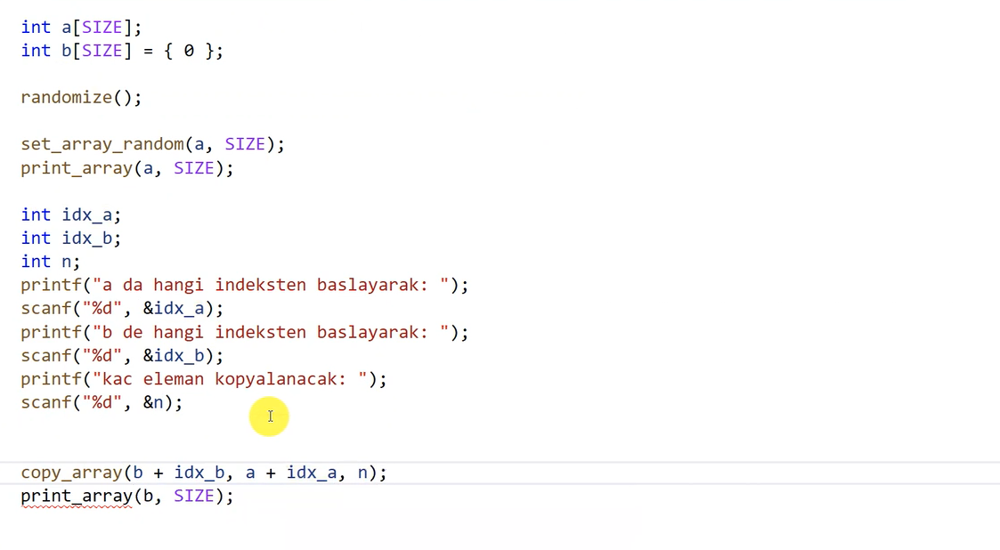 int a[SIZE];
int b[SIZE] = { 0 };
randomize();
set_array_random(a, SIZE);
print_array(a, SIZE);
int idx_a;
int idx_b;
int n;
printf("a da hangi indeksten baslayarak: ");
scanf("%d", &idx_a);
printf("b de hangi indeksten baslayarak: ");
scanf("%d", &idx_b);
printf("kac eleman kopyalanacak: ");
scanf("%d", &n);
copy_array(b + idx_b, a + idx_a, n);
print_array(b, SIZE);